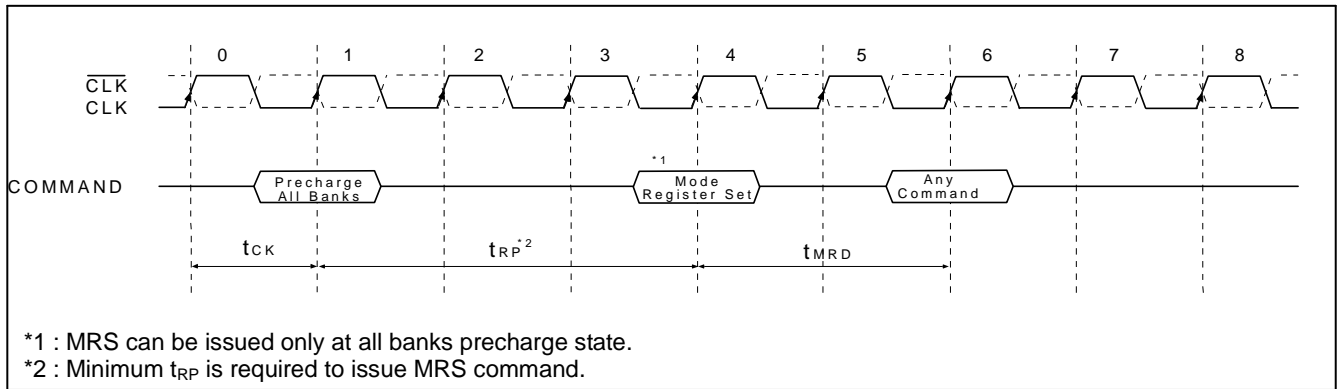 0 1 2 3 4 5 6 7 8
CLK
CLK
COMMAND
Precharge
All Banks
*1
Mode
Register Set
Any
Command
tCK
tRP*2
tMRD
*1 : MRS can be issued only at all banks precharge state.
*2 : Minimum tRP is required to issue MRS command.